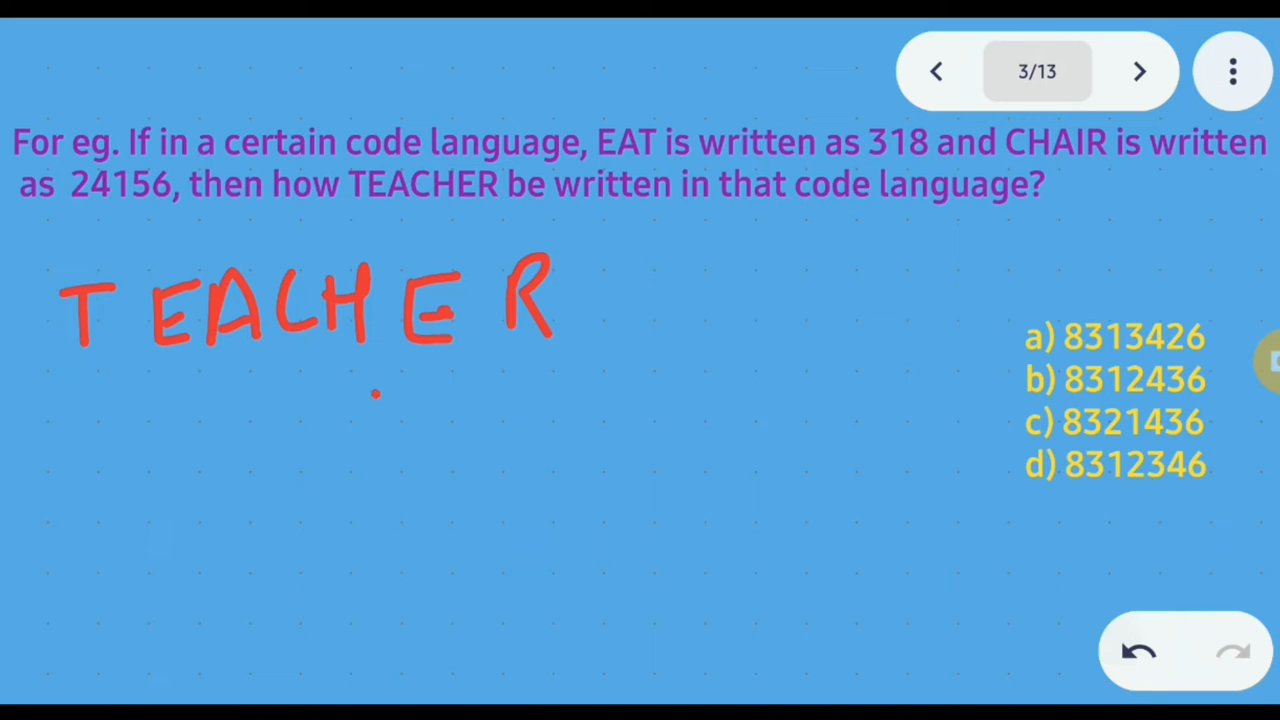 3/13
For eg. If in a certain code language, EAT is written as 318 and CHAIR is written
as 24156, then how TEACHER be written in that code language?
TEACHER
a) 8313426
b) 8312436
c) 8321436
d) 8312346